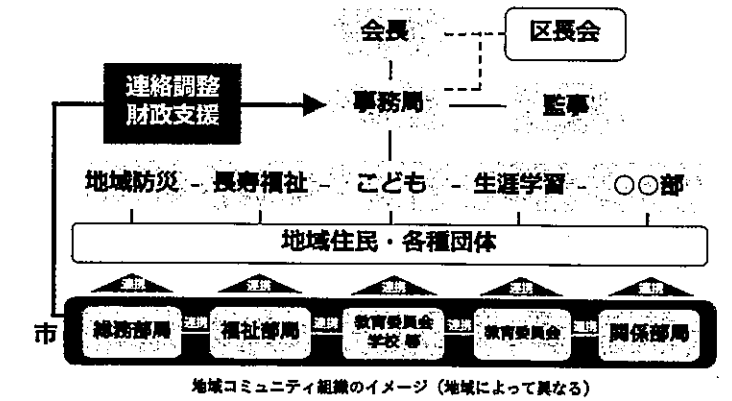 会長
区長会
連絡調整
財政支援
事務局
監事
地域防災 - 長寿福祉 - こども - 生涯学習 - ○○部
地域住民・各種団体
連携 連携 連携 連携 連携
市
総務部局 連携 福祉部局 連携 教育委員会 連携 教育委員会 連携 関係部局
学校 等
地域コミュニティ組織のイメージ（地域によって異なる）